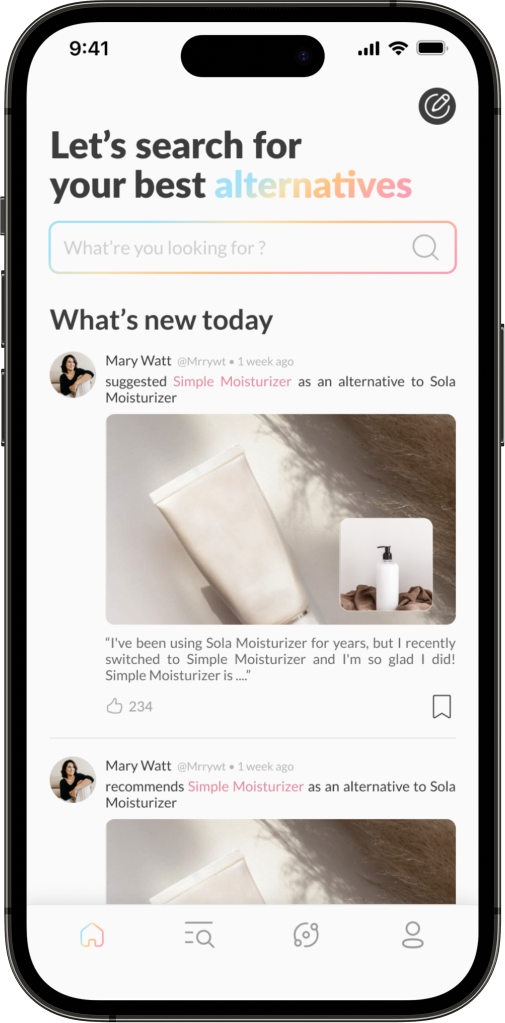 9:41
Let's search for
your best alternatives
What're you looking for ?
What's new today
Mary Watt @Mrrywt • 1 week ago
suggested Simple Moisturizer as an alternative to Sola
Moisturizer
“I've been using Sola Moisturizer for years, but I recently
switched to Simple Moisturizer and I'm so glad I did!
Simple Moisturizer is ....”
234
Mary Watt @Mrrywt • 1 week ago
recommends Simple Moisturizer as an alternative to Sola
Moisturizer